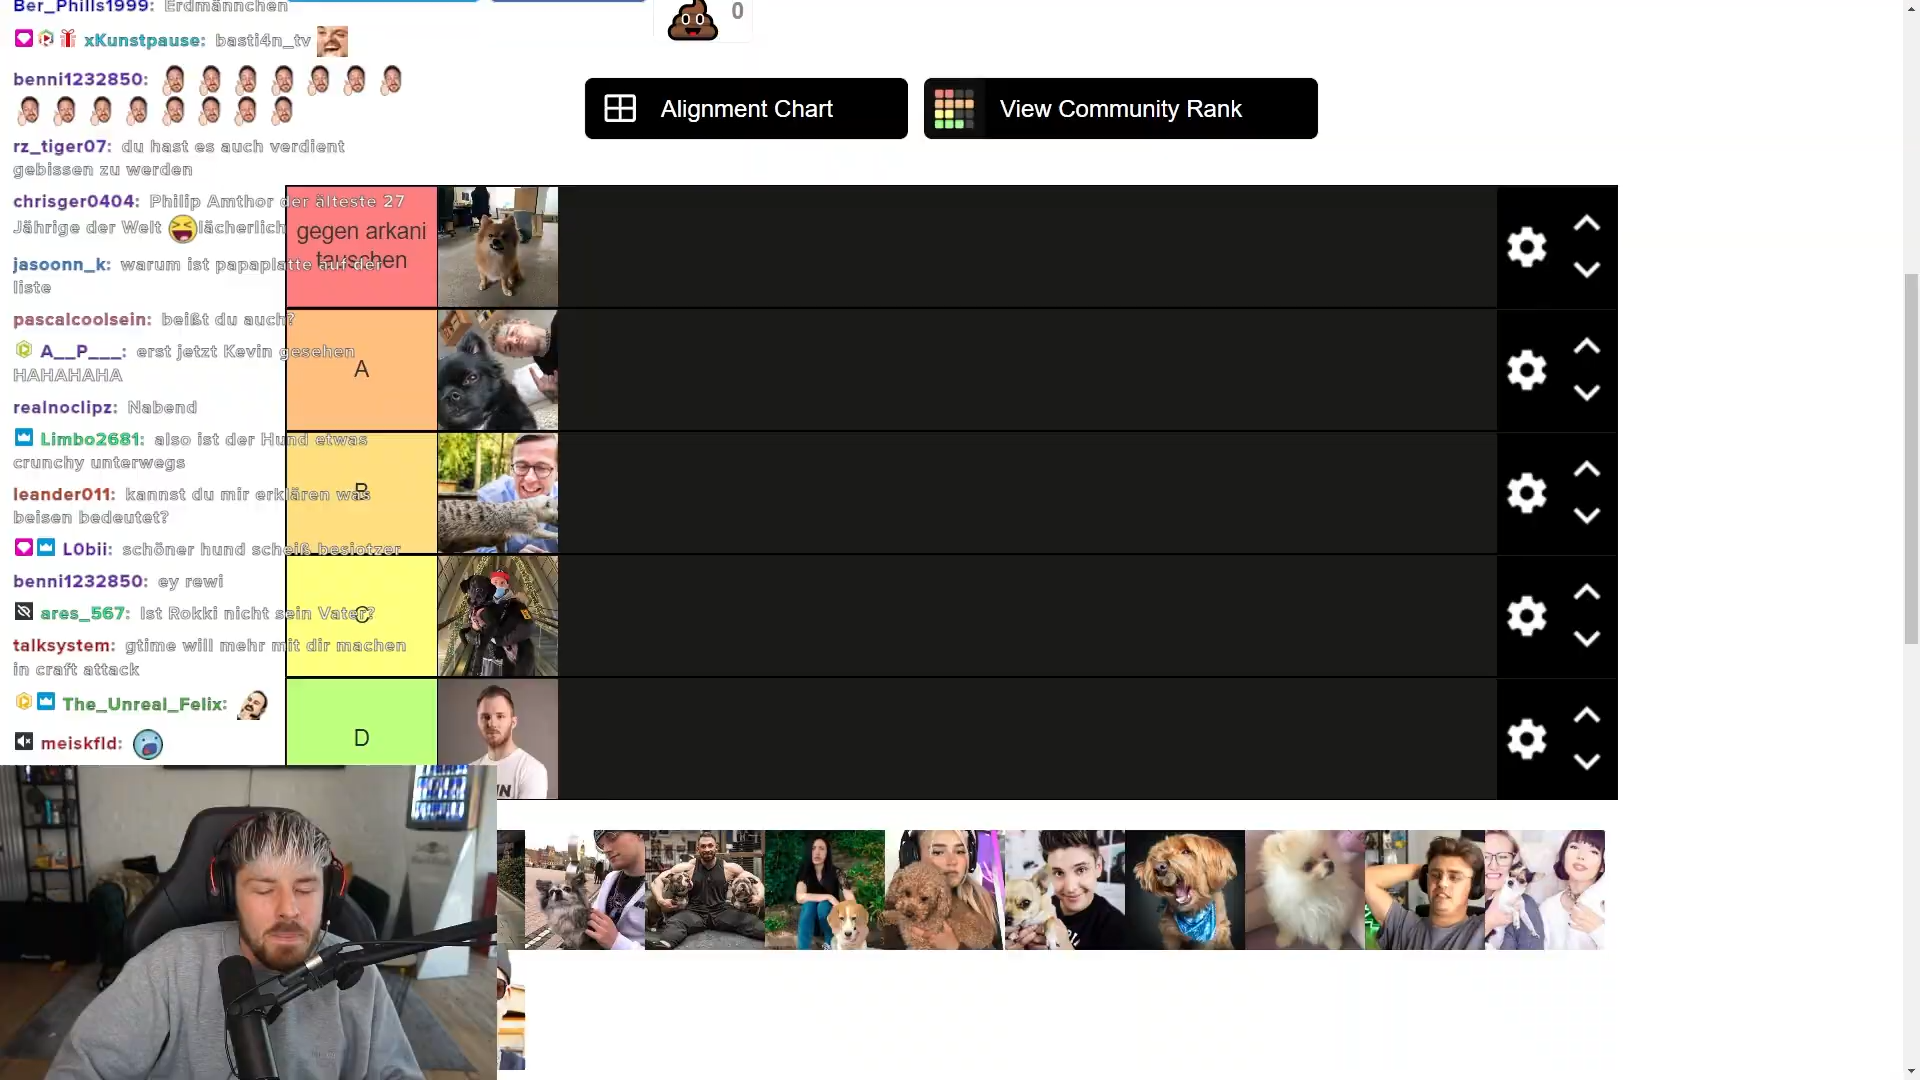 Ber_Phills1999: Erdmännchen
0
xKunstpause: basti4n_tv
benni1232850:
Alignment Chart
View Community Rank
rz_tiger07: du hast es auch verdient
gebissen zu werden
chrisger0404: Philip Amthor der älteste 27
Jährige der Welt lächerlich
gegen arkani
tauschen
jasoonn_k: warum ist papaplatte auf der
liste
pascalcoolsein: beißt du auch?
A__P___: erst jetzt Kevin gesehen
HAHAHAHA
A
realnoclipz: Nabend
Limbo2681: also ist der Hund etwas
crunchy unterwegs
leander011: kannst du mir erklären was
beisen bedeutet?
B
L0bii: schöner hund scheiß besiotzer
benni1232850: ey rewi
ares_567: Ist Rokki nicht sein Vater?
C
talksystem: gtime will mehr mit dir machen
in craft attack
The_Unreal_Felix:
meiskfld:
D